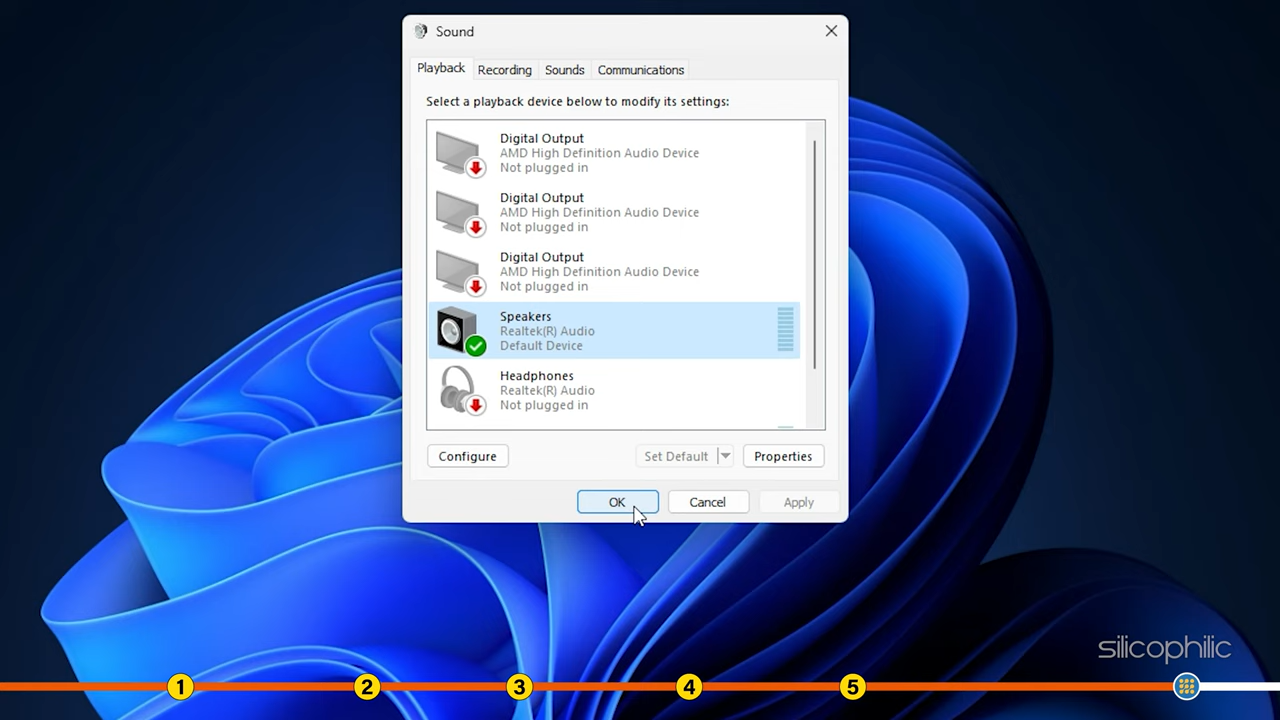 Sound
Playback
Recording
Sounds
Communications
Select a playback device below to modify its settings:
Digital Output
AMD High Definition Audio Device
Not plugged in
Digital Output
AMD High Definition Audio Device
Not plugged in
Digital Output
AMD High Definition Audio Device
Not plugged in
Speakers
Realtek(R) Audio
Default Device
Headphones
Realtek(R) Audio
Not plugged in
Configure
Set Default
Properties
OK
Cancel
Apply
silicophilic
1
2
3
4
5